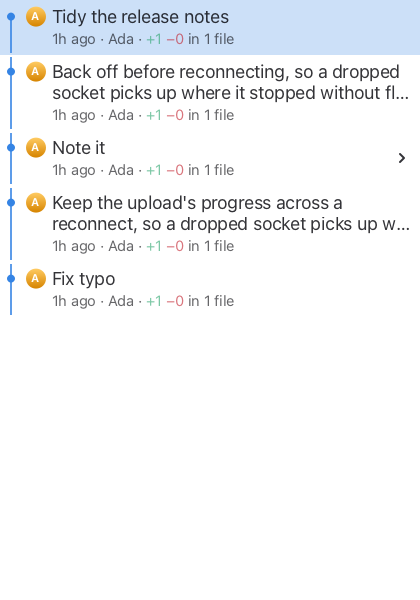 A Tidy the release notes
1h ago · Ada · +1 −0 in 1 file
A Back off before reconnecting, so a dropped
socket picks up where it stopped without fl…
1h ago · Ada · +1 −0 in 1 file
A Note it
1h ago · Ada · +1 −0 in 1 file
A Keep the upload's progress across a
reconnect, so a dropped socket picks up w…
1h ago · Ada · +1 −0 in 1 file
A Fix typo
1h ago · Ada · +1 −0 in 1 file